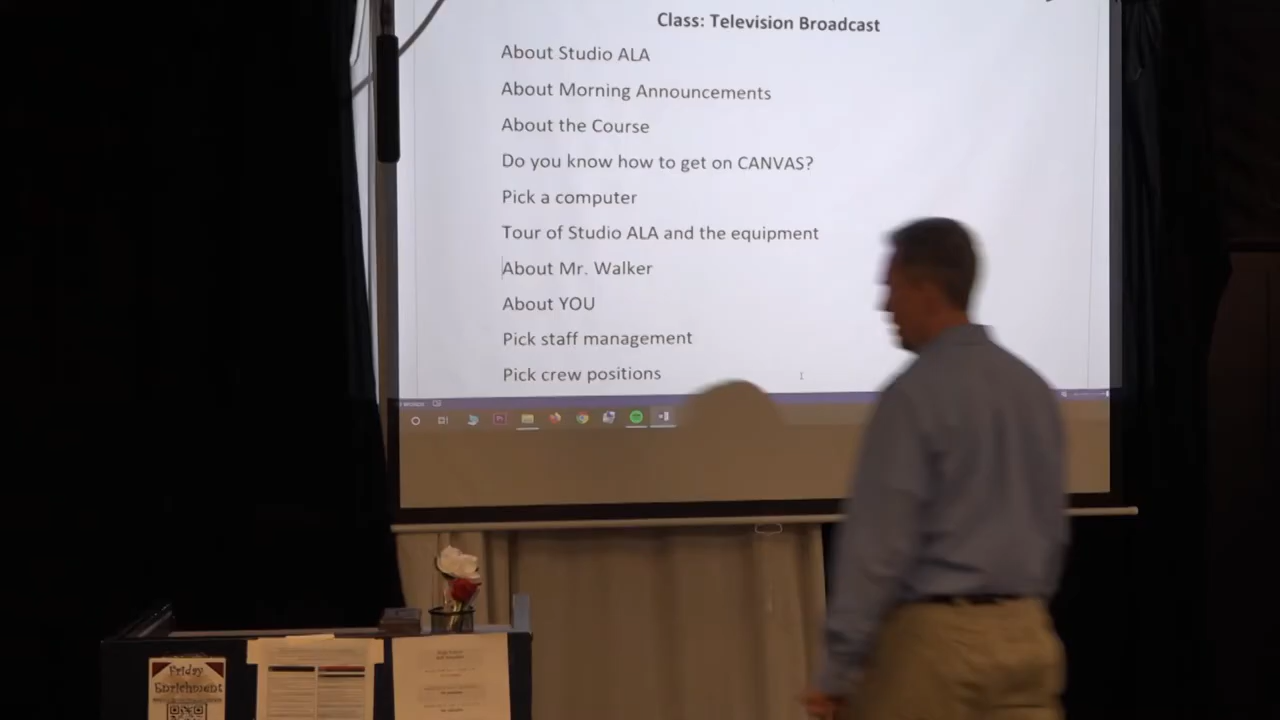 Class: Television Broadcast
About Studio ALA
About Morning Announcements
About the Course
Do you know how to get on CANVAS?
Pick a computer
Tour of Studio ALA and the equipment
About Mr. Walker
About YOU
Pick staff management
Pick crew positions
Friday
Enrichment